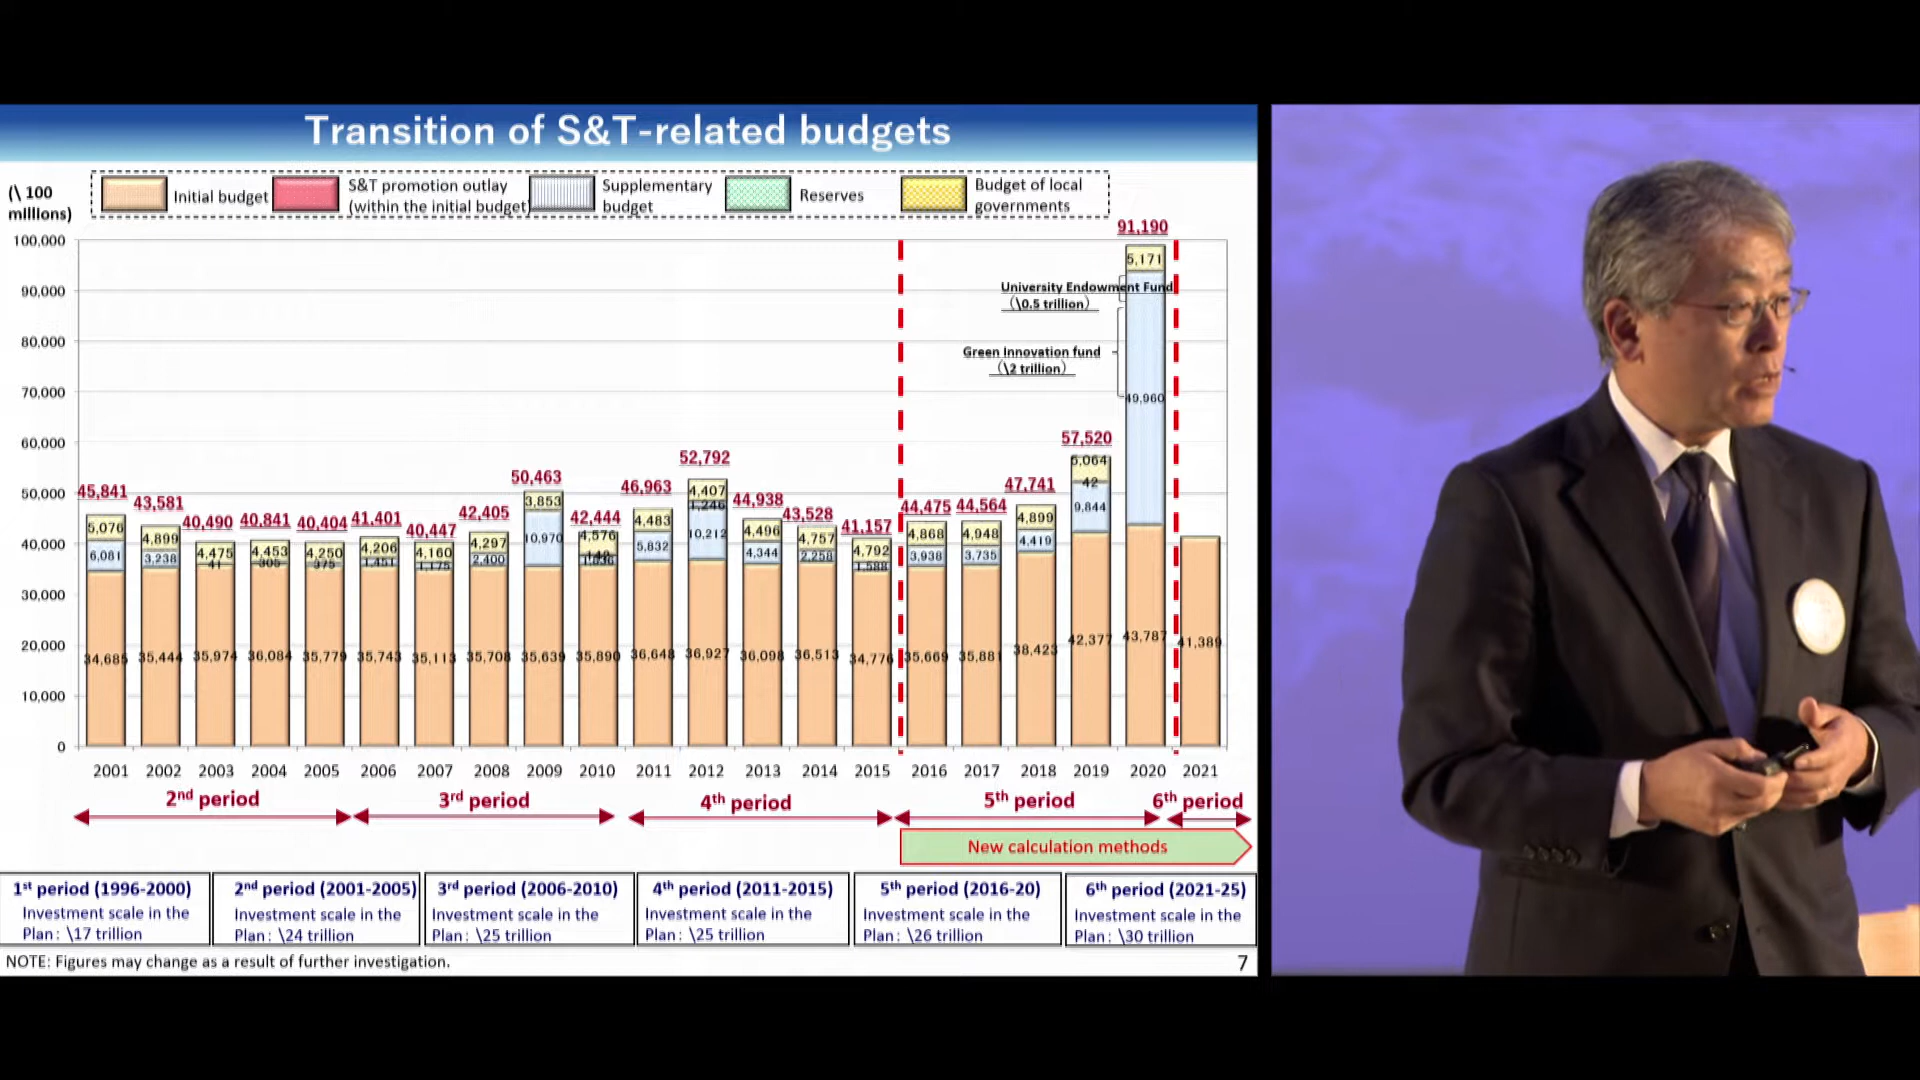 Transition of S&T-related budgets
(\ 100
millions)
Initial budget
S&T promotion outlay
(within the initial budget)
Supplementary
budget
Reserves
Budget of local
governments
100,000
90,000
80,000
70,000
60,000
50,000
40,000
30,000
20,000
10,000
0
45,841
43,581
40,490
40,841
40,404
41,401
40,447
42,405
50,463
42,444
46,963
52,792
44,938
43,528
41,157
44,475
44,564
47,741
57,520
91,190
University Endowment Fund
(\0.5 trillion)
Green Innovation fund
(\2 trillion)
5,076
4,899
4,475
4,453
4,250
4,206
4,160
4,297
3,853
4,576
4,483
4,407
4,496
4,757
4,792
4,868
4,948
4,899
5,064
5,171
1,246
42
6,081
3,238
41
305
375
1,451
1,175
2,400
10,970
5,832
10,212
4,344
2,258
1,588
3,938
3,735
4,419
9,844
49,960
34,685
35,444
35,974
36,084
35,779
35,743
35,113
35,708
35,639
35,890
36,648
36,927
36,098
36,513
34,776
35,669
35,881
38,423
42,377
43,787
41,389
2001 2002 2003 2004 2005 2006 2007 2008 2009 2010 2011 2012 2013 2014 2015 2016 2017 2018 2019 2020 2021
2nd period
3rd period
4th period
5th period
6th period
New calculation methods
1st period (1996-2000)
Investment scale in the
Plan: \17 trillion
2nd period (2001-2005)
Investment scale in the
Plan: \24 trillion
3rd period (2006-2010)
Investment scale in the
Plan: \25 trillion
4th period (2011-2015)
Investment scale in the
Plan: \25 trillion
5th period (2016-20)
Investment scale in the
Plan: \26 trillion
6th period (2021-25)
Investment scale in the
Plan: \30 trillion
NOTE: Figures may change as a result of further investigation.
7